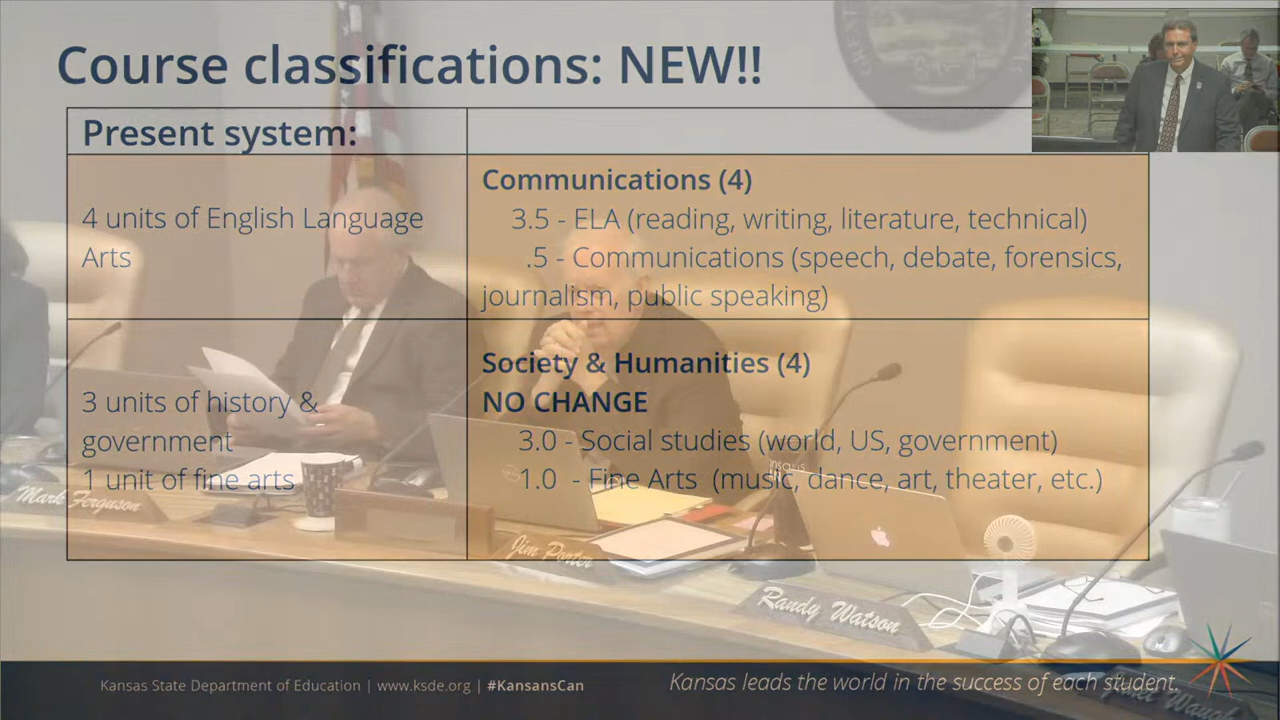 Course classifications: NEW!!
Present system:
4 units of English Language
Arts
Communications (4)
3.5 - ELA (reading, writing, literature, technical)
.5 - Communications (speech, debate, forensics,
journalism, public speaking)
3 units of history &
government
1 unit of fine arts
Society & Humanities (4)
NO CHANGE
3.0 - Social studies (world, US, government)
1.0 - Fine Arts (music, dance, art, theater, etc.)
Mark Ferguson
Jim Porter
Randy Watson
Kansas State Department of Education | www.ksde.org | #KansansCan
Kansas leads the world in the success of each student.